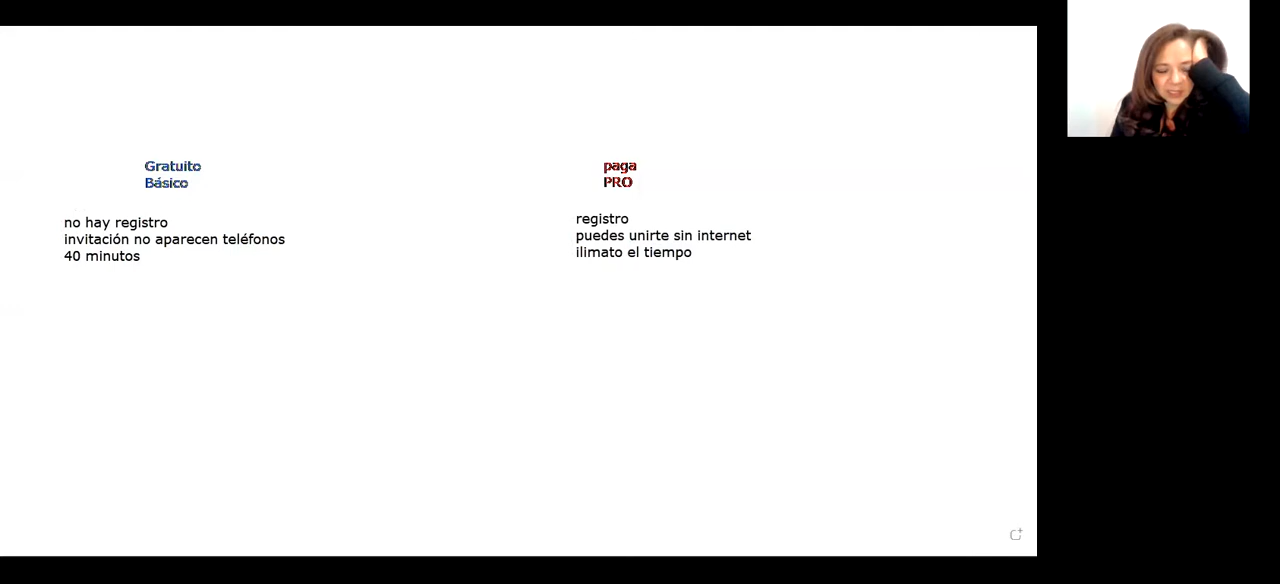 Gratuito
Básico
no hay registro
invitación no aparecen teléfonos
40 minutos
paga
PRO
registro
puedes unirte sin internet
ilimato el tiempo